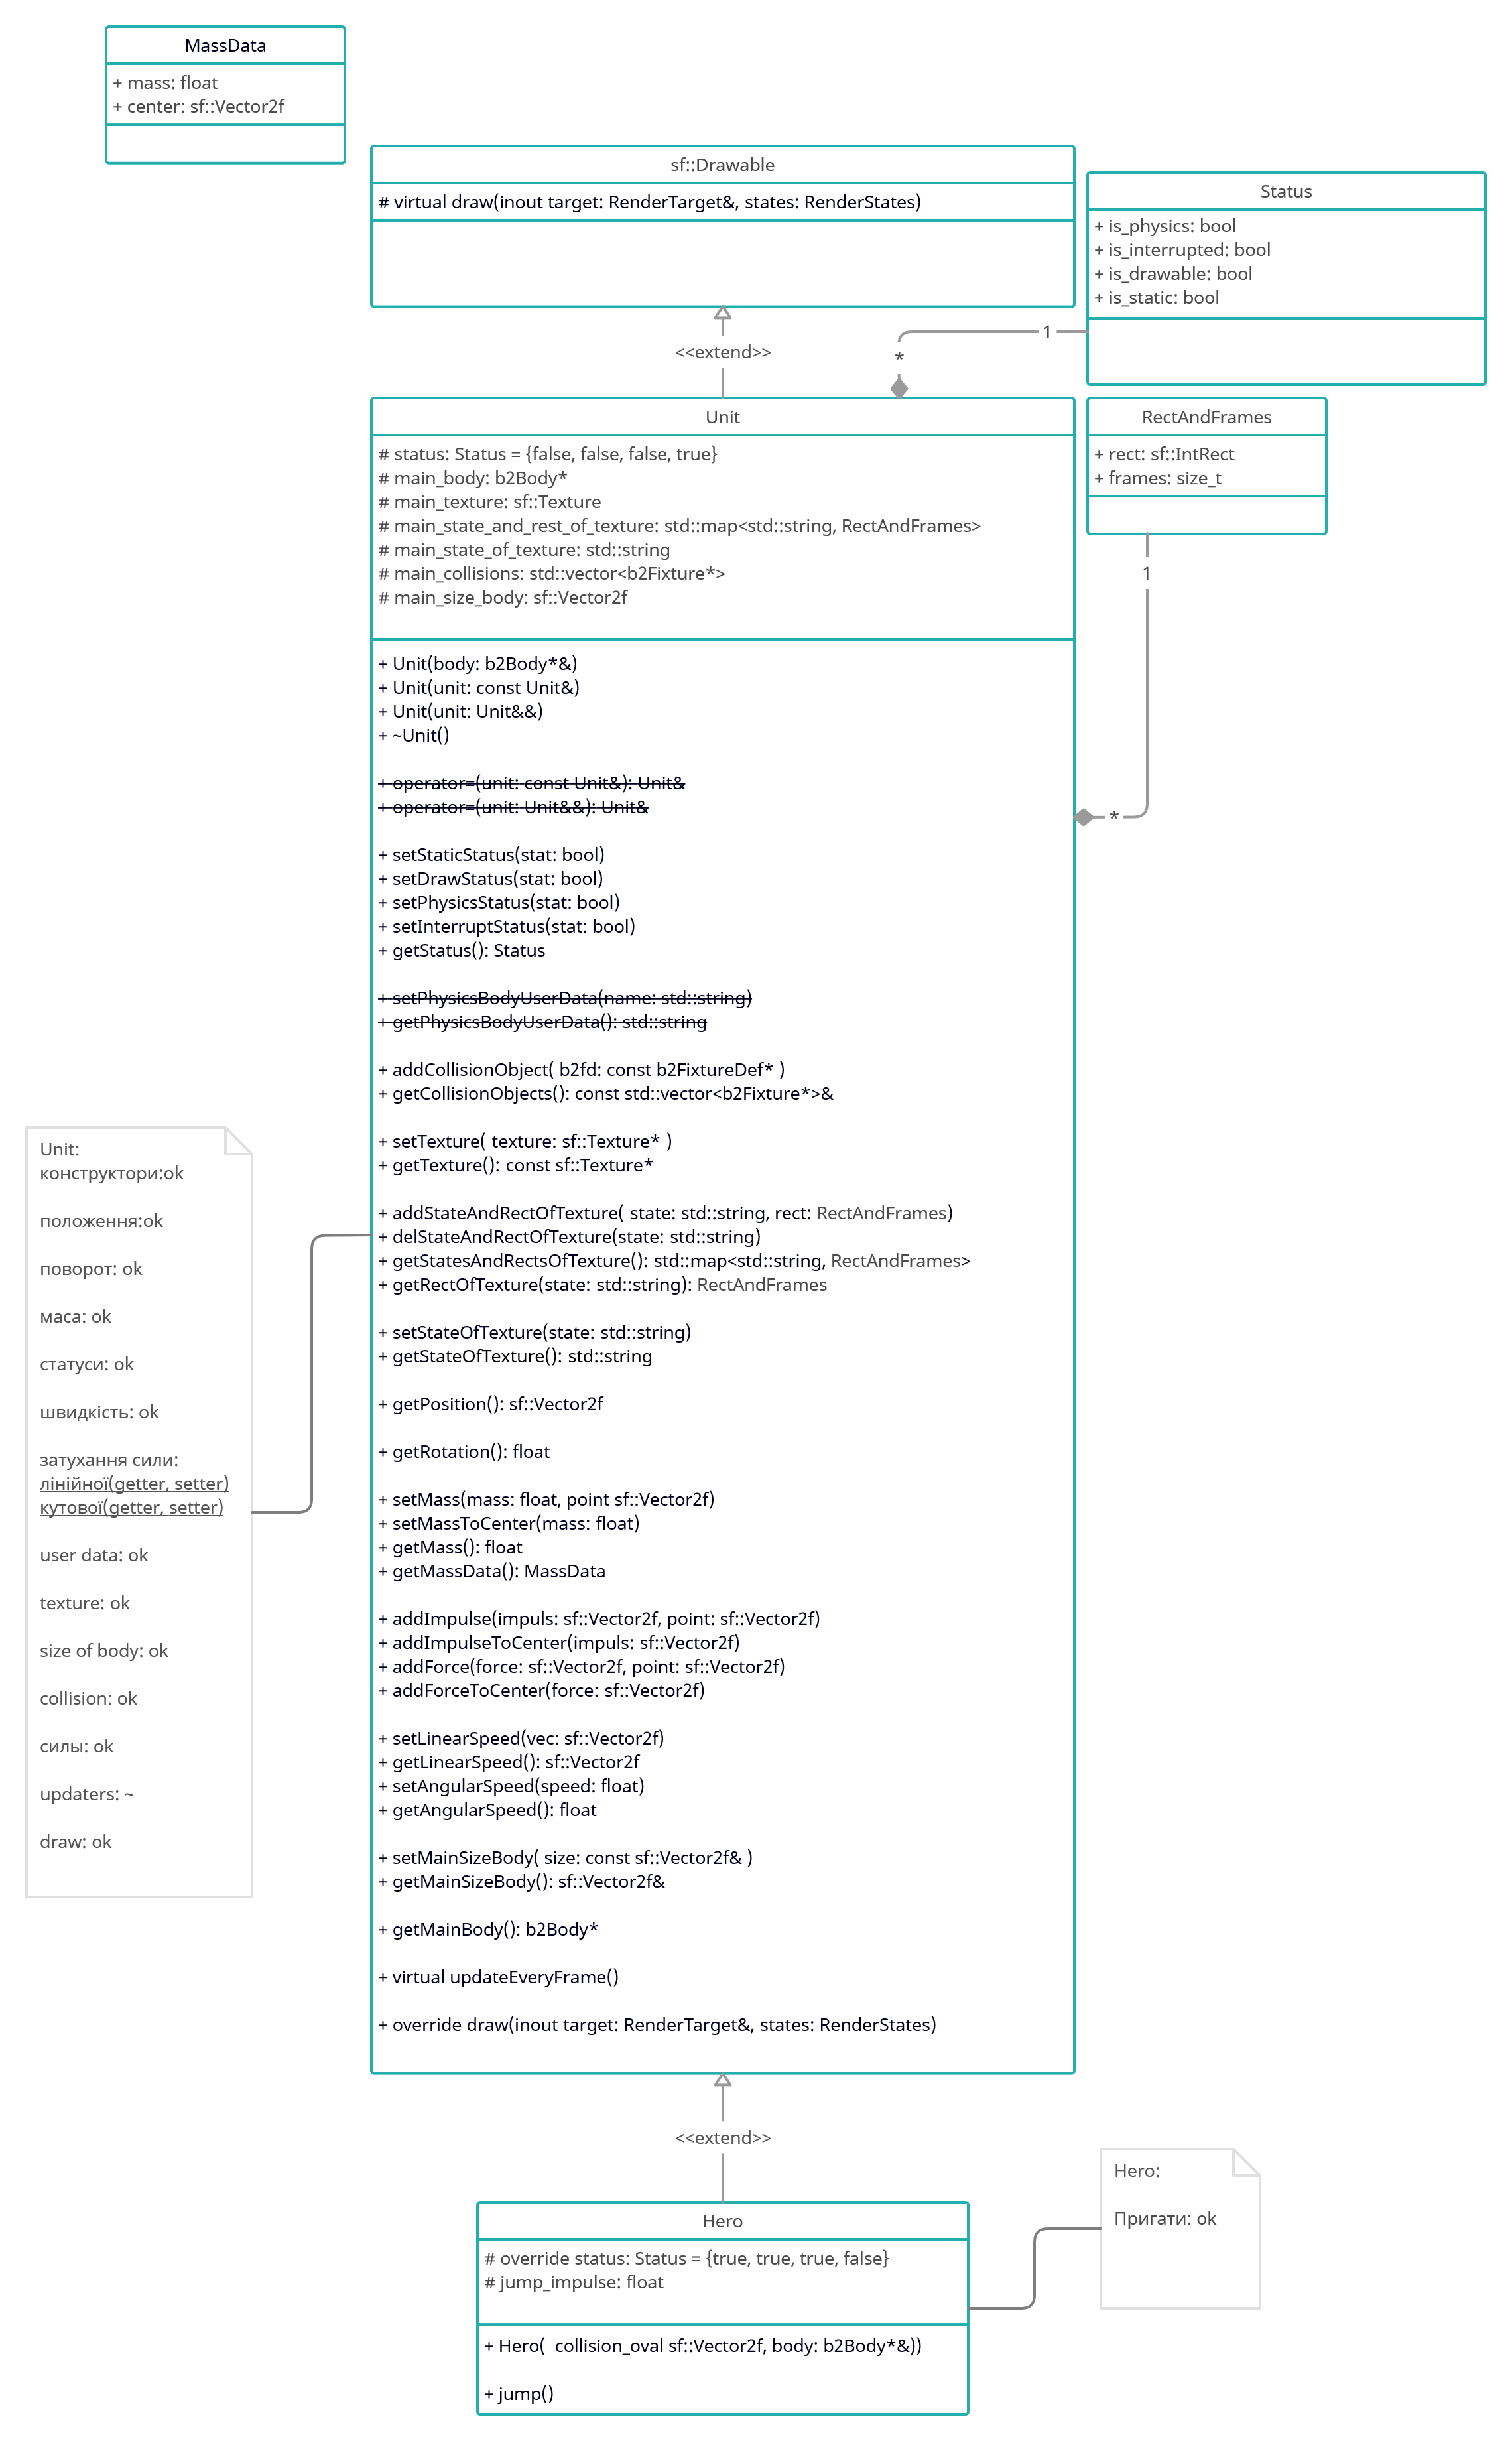 MassData
+ mass: float
+ center: sf::Vector2f
sf::Drawable
# virtual draw(inout target: RenderTarget&, states: RenderStates)
Status
+ is_physics: bool
+ is_interrupted: bool
+ is_drawable: bool
+ is_static: bool
1
*
<<extend>>
Unit
# status: Status = {false, false, false, true}
# main_body: b2Body*
# main_texture: sf::Texture
# main_state_and_rest_of_texture: std::map<std::string, RectAndFrames>
# main_state_of_texture: std::string
# main_collisions: std::vector<b2Fixture*>
# main_size_body: sf::Vector2f
RectAndFrames
+ rect: sf::IntRect
+ frames: size_t
1
*
+ Unit(body: b2Body*&)
+ Unit(unit: const Unit&)
+ Unit(unit: Unit&&)
+ ~Unit()
+ operator=(unit: const Unit&): Unit&
+ operator=(unit: Unit&&): Unit&
+ setStaticStatus(stat: bool)
+ setDrawStatus(stat: bool)
+ setPhysicsStatus(stat: bool)
+ setInterruptStatus(stat: bool)
+ getStatus(): Status
+ setPhysicsBodyUserData(name: std::string)
+ getPhysicsBodyUserData(): std::string
+ addCollisionObject( b2fd: const b2FixtureDef* )
+ getCollisionObjects(): const std::vector<b2Fixture*>&
+ setTexture( texture: sf::Texture* )
+ getTexture(): const sf::Texture*
+ addStateAndRectOfTexture( state: std::string, rect: RectAndFrames)
+ delStateAndRectOfTexture(state: std::string)
+ getStatesAndRectsOfTexture(): std::map<std::string, RectAndFrames>
+ getRectOfTexture(state: std::string): RectAndFrames
+ setStateOfTexture(state: std::string)
+ getStateOfTexture(): std::string
+ getPosition(): sf::Vector2f
+ getRotation(): float
+ setMass(mass: float, point sf::Vector2f)
+ setMassToCenter(mass: float)
+ getMass(): float
+ getMassData(): MassData
+ addImpulse(impuls: sf::Vector2f, point: sf::Vector2f)
+ addImpulseToCenter(impuls: sf::Vector2f)
+ addForce(force: sf::Vector2f, point: sf::Vector2f)
+ addForceToCenter(force: sf::Vector2f)
+ setLinearSpeed(vec: sf::Vector2f)
+ getLinearSpeed(): sf::Vector2f
+ setAngularSpeed(speed: float)
+ getAngularSpeed(): float
+ setMainSizeBody( size: const sf::Vector2f& )
+ getMainSizeBody(): sf::Vector2f&
+ getMainBody(): b2Body*
+ virtual updateEveryFrame()
+ override draw(inout target: RenderTarget&, states: RenderStates)
Unit:
конструктори:ok
положення:ok
поворот: ok
маса: ok
статуси: ok
швидкість: ok
затухання сили:
лінійної(getter, setter)
кутової(getter, setter)
user data: ok
texture: ok
size of body: ok
collision: ok
силы: ok
updaters: ~
draw: ok
<<extend>>
Hero
# override status: Status = {true, true, true, false}
# jump_impulse: float
+ Hero(  collision_oval sf::Vector2f, body: b2Body*&))
+ jump()
Hero:
Пригати: ok